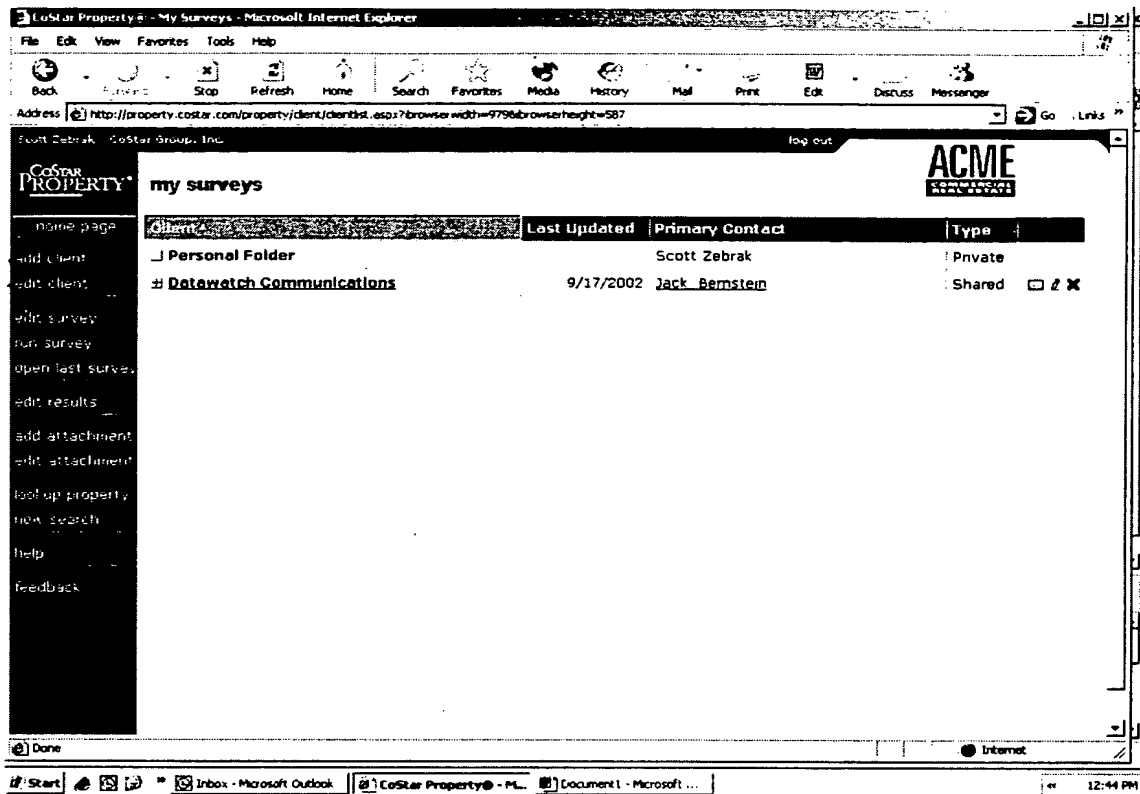 CoStar Property® - My Surveys - Microsoft Internet Explorer
File Edit View Favorites Tools Help
Back Stop Refresh Home Search Favorites Media History Mail Print Edit Discuss Messenger
Address http://property.costar.com/property/client/clientlist.aspx?browserwidth=979&browserheight=587 Go Links »
Scott Zebrak CoStar Group, Inc. log out
COSTAR PROPERTY® my surveys ACME COMMERCIAL REAL ESTATE
home page Client Last Updated Primary Contact Type
add client Personal Folder Scott Zebrak Private
edit client Datawatch Communications 9/17/2002 Jack Bernstein Shared
edit survey
run survey
open last survey
edit results
add attachment
edit attachment
look up property
new search
help
feedback
Done Internet
Start » Inbox - Microsoft Outlook CoStar Property® - M... Document1 - Microsoft ... « 12:44 PM